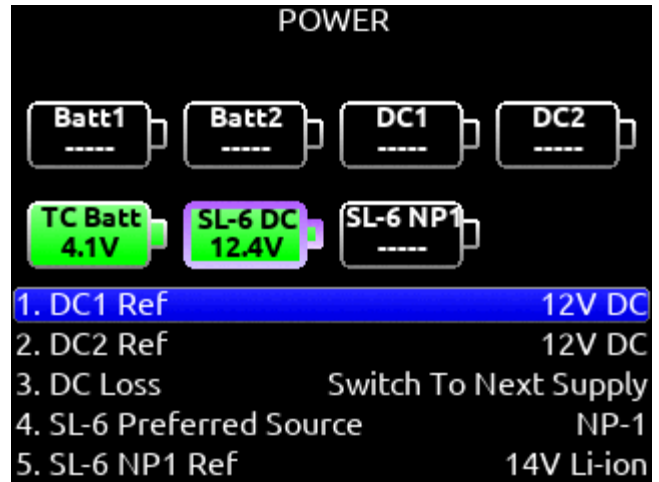 POWER
Batt1 Batt2 DC1 DC2
----- ----- ----- -----
TC Batt SL-6 DC SL-6 NP1
4.1V 12.4V -----
1. DC1 Ref 12V DC
2. DC2 Ref 12V DC
3. DC Loss Switch To Next Supply
4. SL-6 Preferred Source NP-1
5. SL-6 NP1 Ref 14V Li-ion